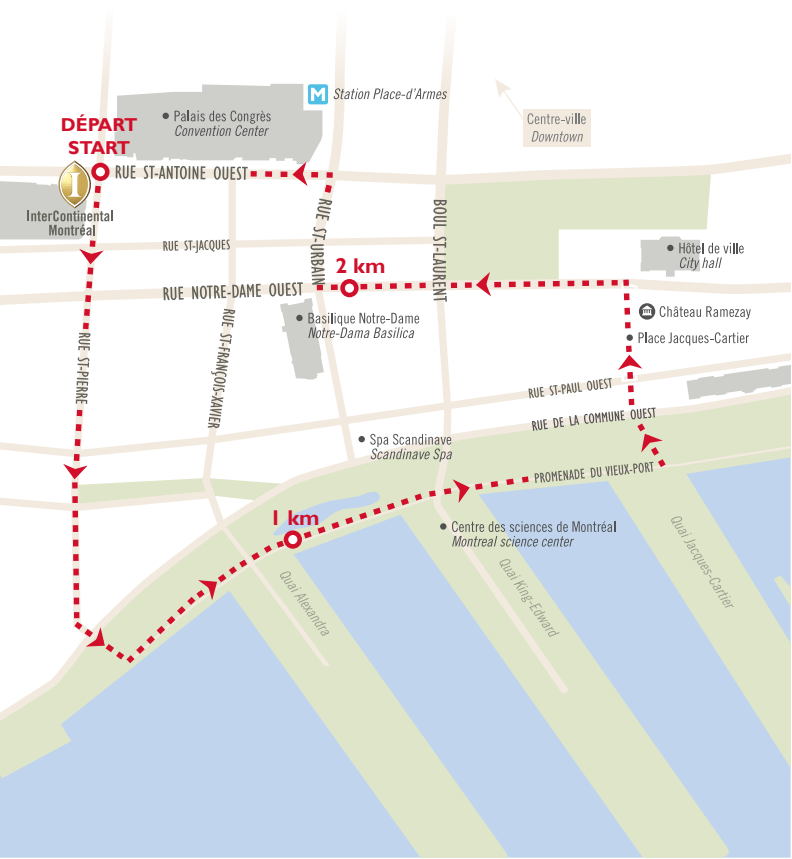 M Station Place-d'Armes
Palais des Congrès
Convention Center
Centre-ville
Downtown
DÉPART
START
RUE ST-ANTOINE OUEST
I
InterContinental
Montréal
RUE ST-URBAIN
BOUL ST-LAURENT
RUE ST-JACQUES
Hôtel de ville
City hall
2 km
RUE NOTRE-DAME OUEST
Château Ramezay
Basilique Notre-Dame
Notre-Dama Basilica
Place Jacques-Cartier
RUE ST-PIERRE
RUE ST-FRANÇOIS-XAVIER
RUE ST-PAUL OUEST
RUE DE LA COMMUNE OUEST
Spa Scandinave
Scandinave Spa
PROMENADE DU VIEUX-PORT
1 km
Centre des sciences de Montréal
Montreal science center
Quai Alexandra
Quai King-Edward
Quai Jacques-Cartier